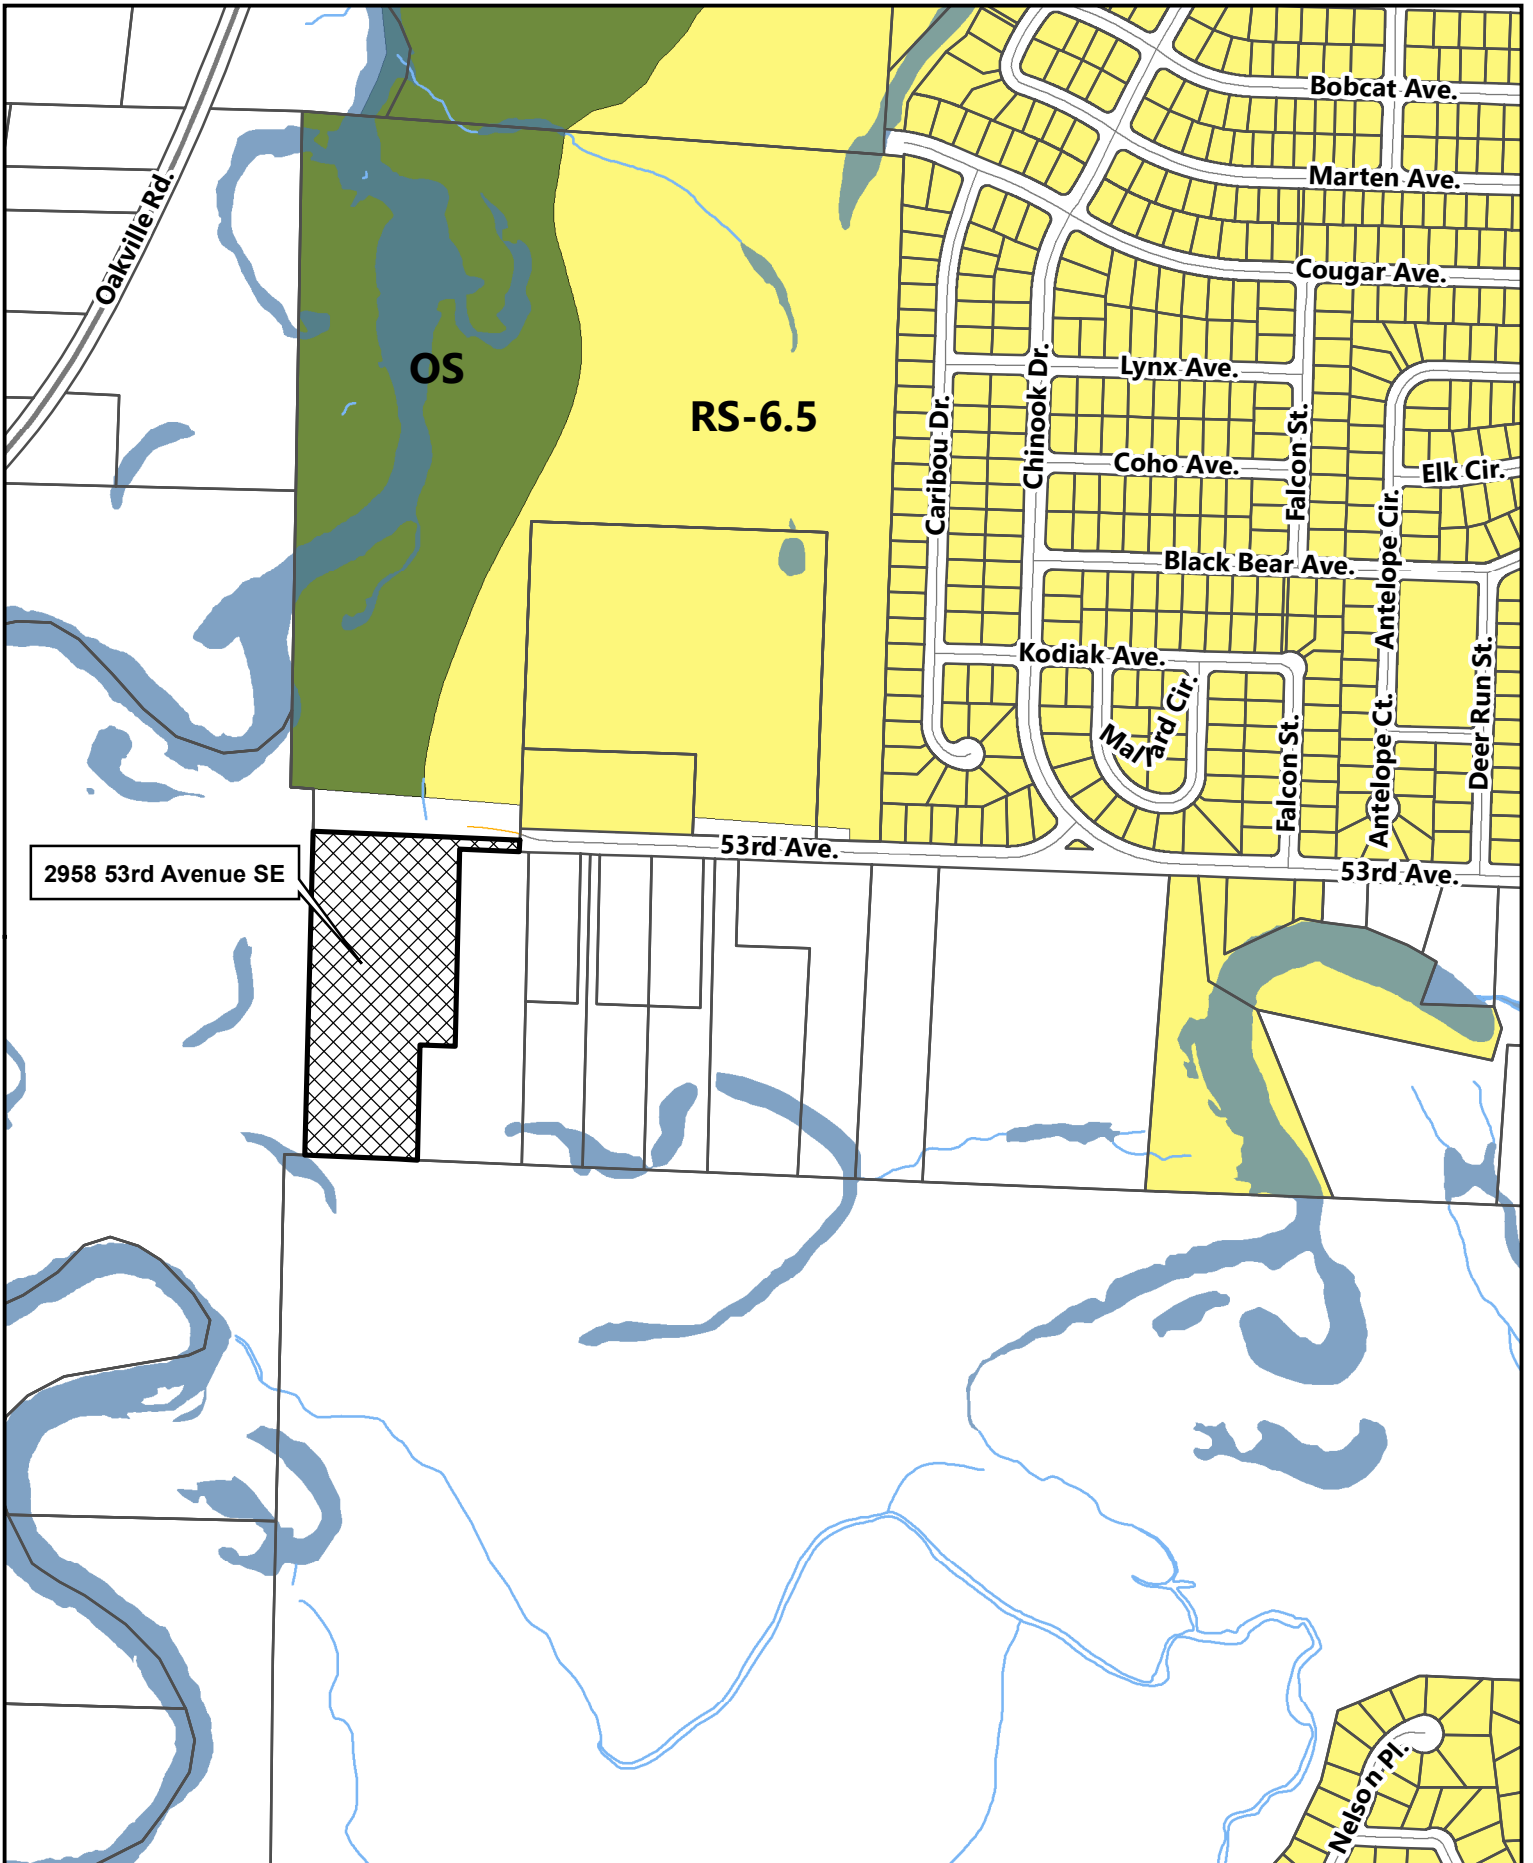 Bobcat Ave.
Marten Ave.
Oakville Rd.
Cougar Ave.
OS
Lynx Ave.
RS-6.5
Chinook Dr.
Caribou Dr.
Falcon St.
Coho Ave.
Elk Cir.
Black Bear Ave.
Antelope Cir.
Kodiak Ave.
Mallard Cir.
Deer Run St.
Antelope Ct.
Falcon St.
53rd Ave.
2958 53rd Avenue SE
53rd Ave.
Nelson Pl.